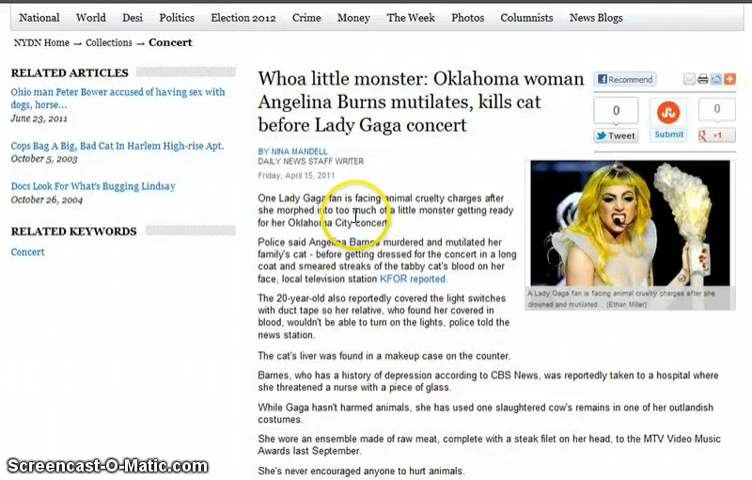 National World Desi Politics Election 2012 Crime Money The Week Photos Columnists News Blogs
NYDN Home → Collections → Concert
RELATED ARTICLES
Ohio man Peter Bower accused of having sex with
dogs, horse...
June 23, 2011
Cops Bag A Big, Bad Cat In Harlem High-rise Apt.
October 5, 2003
Docs Look For What's Bugging Lindsay
October 26, 2004
RELATED KEYWORDS
Concert
Whoa little monster: Oklahoma woman
Angelina Burns mutilates, kills cat
before Lady Gaga concert
BY NINA MANDELL
DAILY NEWS STAFF WRITER
Friday, April 15, 2011
Recommend
0
Tweet
Submit
0
+1
One Lady Gaga fan is facing animal cruelty charges after
she morphed into too much of a little monster getting ready
for her Oklahoma City concert.
Police said Angelina Barnes murdered and mutilated her
family's cat - before getting dressed for the concert in a long
coat and smeared streaks of the tabby cat's blood on her
face, local television station KFOR reported.
The 20-year-old also reportedly covered the light switches
with duct tape so her relative, who found her covered in
blood, wouldn't be able to turn on the lights, police told the
news station.
The cat's liver was found in a makeup case on the counter.
Barnes, who has a history of depression according to CBS News, was reportedly taken to a hospital where
she threatened a nurse with a piece of glass.
While Gaga hasn't harmed animals, she has used one slaughtered cow's remains in one of her outlandish
costumes.
She wore an ensemble made of raw meat, complete with a steak filet on her head, to the MTV Video Music
Awards last September.
She's never encouraged anyone to hurt animals.
A Lady Gaga fan is facing animal cruelty charges after she
drowned and mutilated... (Ethan Miller)
Screencast-O-Matic.com